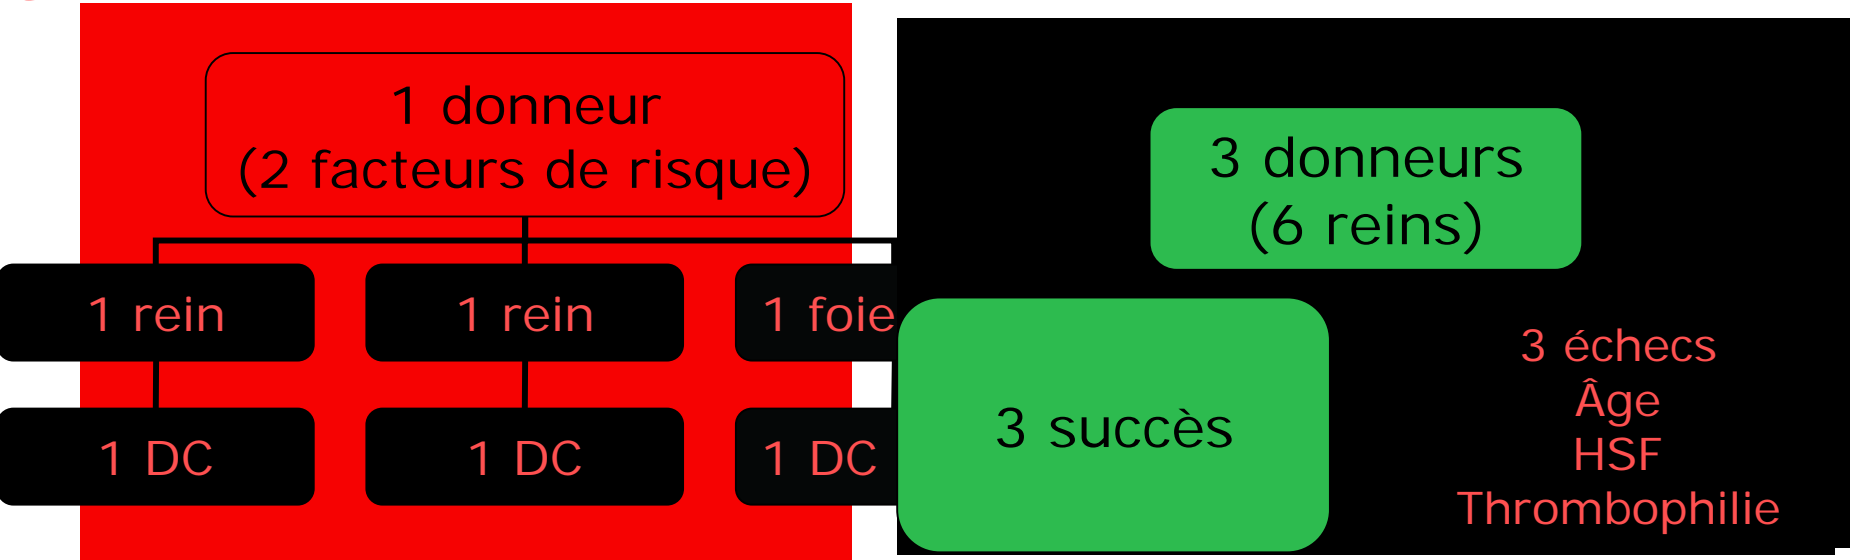 1 donneur
(2 facteurs de risque)
1 rein
1 rein
1 foie
1 DC
1 DC
1 DC
3 donneurs
(6 reins)
3 succès
3 échecs
Âge
HSF
Thrombophilie